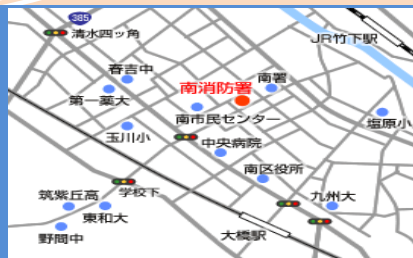 385
清水四ッ角
JR竹下駅
春吉中
南消防署
南署
第一薬大
南市民センター
塩原小
玉川小
中央病院
南区役所
学校下
筑紫丘高
九州大
東和大
大橋駅
野間中